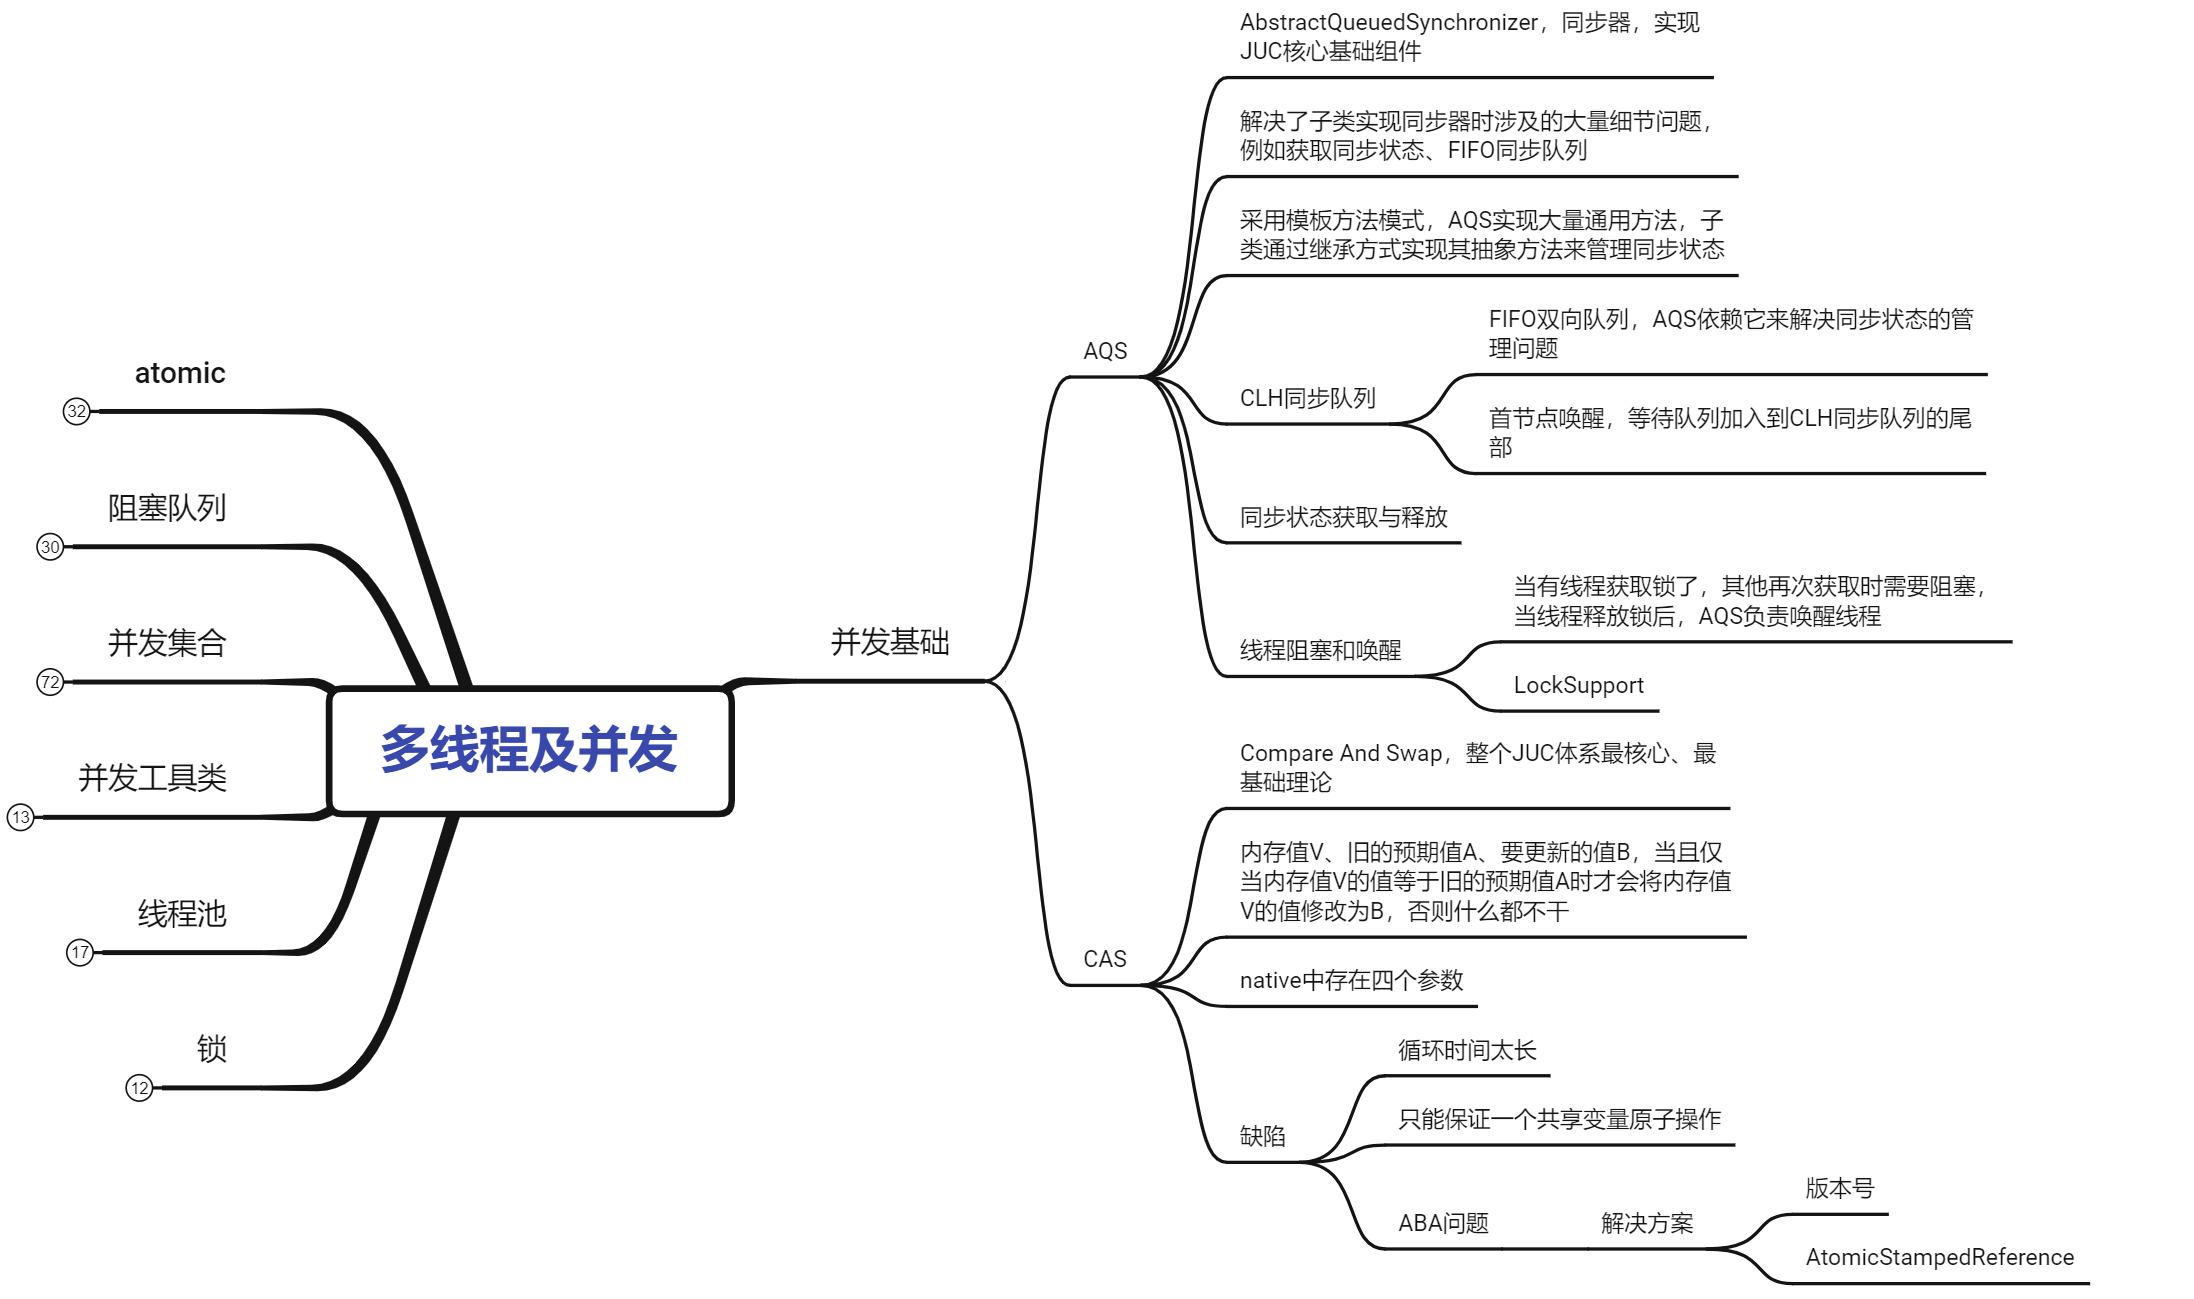 多线程及并发
并发基础
AQS
AbstractQueuedSynchronizer，同步器，实现
JUC核心基础组件
解决了子类实现同步器时涉及的大量细节问题，
例如获取同步状态、FIFO同步队列
采用模板方法模式，AQS实现大量通用方法，子
类通过继承方式实现其抽象方法来管理同步状态
CLH同步队列
FIFO双向队列，AQS依赖它来解决同步状态的管
理问题
首节点唤醒，等待队列加入到CLH同步队列的尾
部
同步状态获取与释放
线程阻塞和唤醒
当有线程获取锁了，其他再次获取时需要阻塞，
当线程释放锁后，AQS负责唤醒线程
LockSupport
CAS
Compare And Swap，整个JUC体系最核心、最
基础理论
内存值V、旧的预期值A、要更新的值B，当且仅
当内存值V的值等于旧的预期值A时才会将内存值
V的值修改为B，否则什么都不干
native中存在四个参数
缺陷
循环时间太长
只能保证一个共享变量原子操作
ABA问题
解决方案
版本号
AtomicStampedReference
atomic
32
阻塞队列
30
并发集合
72
并发工具类
13
线程池
17
锁
12